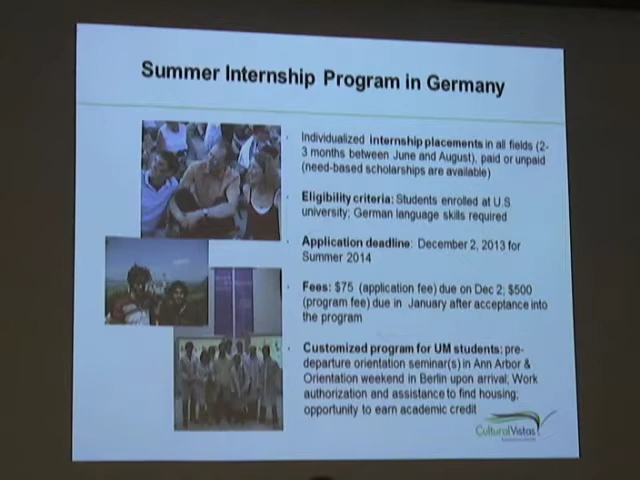 Summer Internship Program in Germany
Individualized internship placements in all fields (2-
3 months between June and August), paid or unpaid
(need-based scholarships are available)
Eligibility criteria: Students enrolled at U.S
university; German language skills required
Application deadline: December 2, 2013 for
Summer 2014
Fees: $75 (application fee) due on Dec 2; $500
(program fee) due in January after acceptance into
the program
Customized program for UM students: pre-
departure orientation seminar(s) in Ann Arbor &
Orientation weekend in Berlin upon arrival; Work
authorization and assistance to find housing;
opportunity to earn academic credit
CulturalVistas